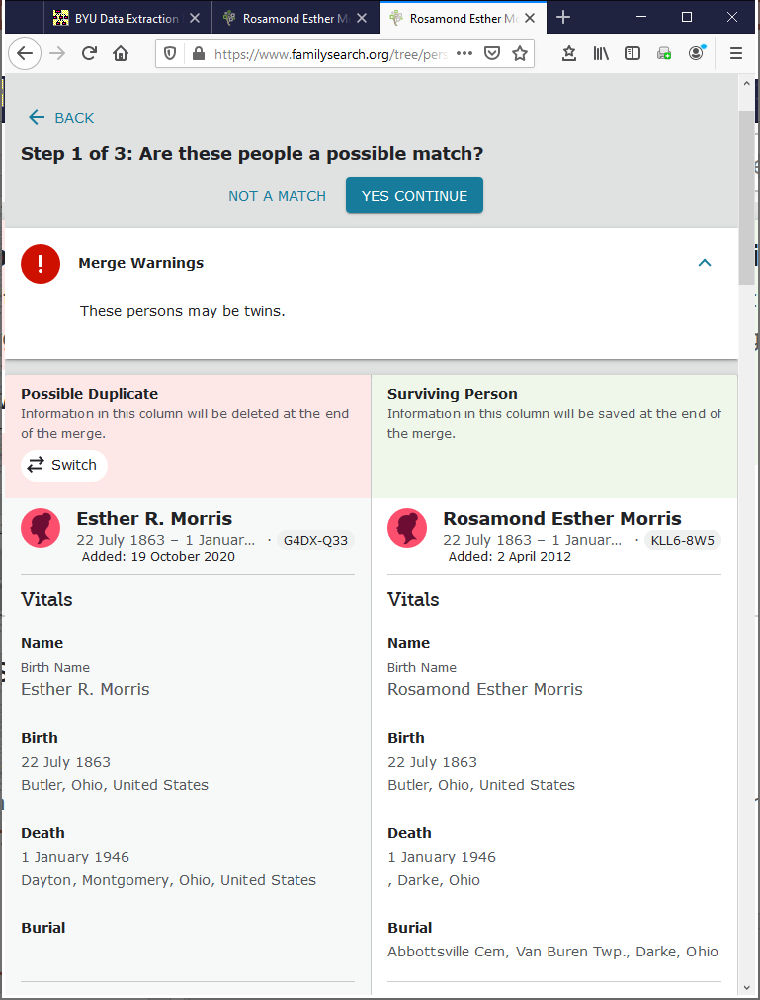 BYU Data Extraction
Rosamond Esther Mo
Rosamond Esther Mo
https://www.familysearch.org/tree/pers
BACK
Step 1 of 3: Are these people a possible match?
NOT A MATCH
YES CONTINUE
!
Merge Warnings
These persons may be twins.
Possible Duplicate
Information in this column will be deleted at the end
of the merge.
Switch
Surviving Person
Information in this column will be saved at the end of
the merge.
Esther R. Morris
22 July 1863 – 1 Januar... · G4DX-Q33
Added: 19 October 2020
Vitals
Name
Birth Name
Esther R. Morris
Birth
22 July 1863
Butler, Ohio, United States
Death
1 January 1946
Dayton, Montgomery, Ohio, United States
Burial
Rosamond Esther Morris
22 July 1863 – 1 Januar... · KLL6-8W5
Added: 2 April 2012
Vitals
Name
Birth Name
Rosamond Esther Morris
Birth
22 July 1863
Butler, Ohio, United States
Death
1 January 1946
, Darke, Ohio
Burial
Abbottsville Cem, Van Buren Twp., Darke, Ohio